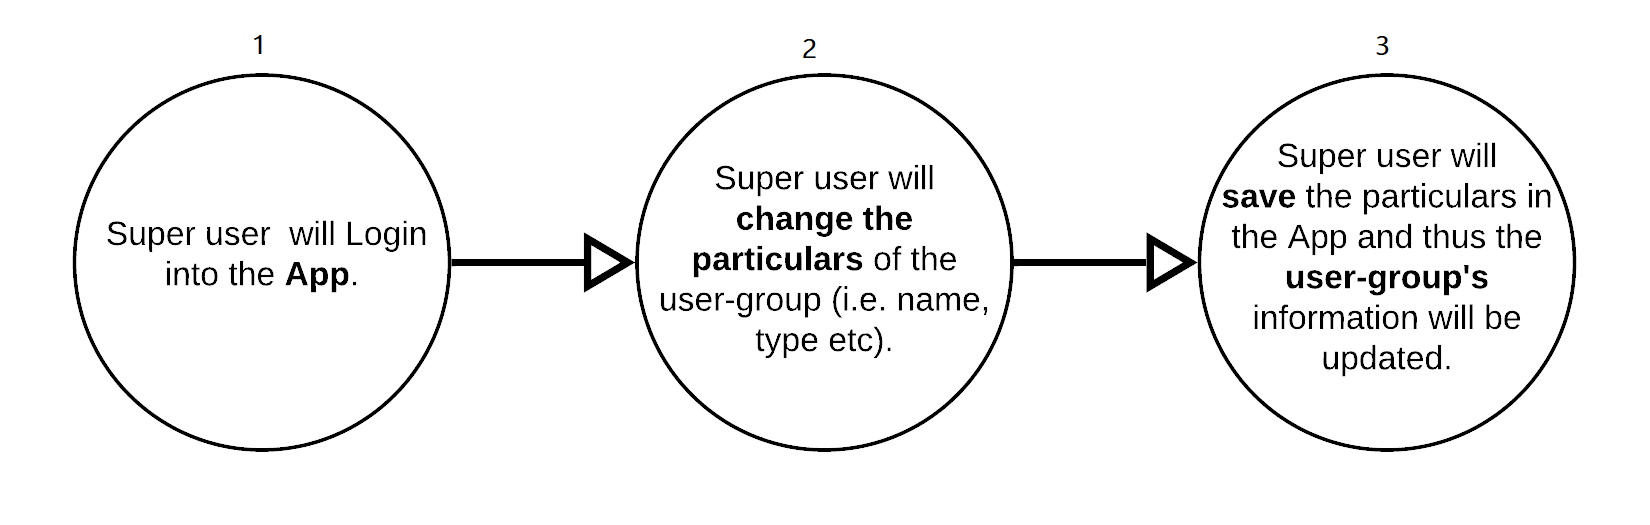 1
Super user  will Login
into the App.
2
Super user will
change the
particulars of the
user-group (i.e. name,
type etc).
3
Super user will
save the particulars in
the App and thus the
user-group's
information will be
updated.